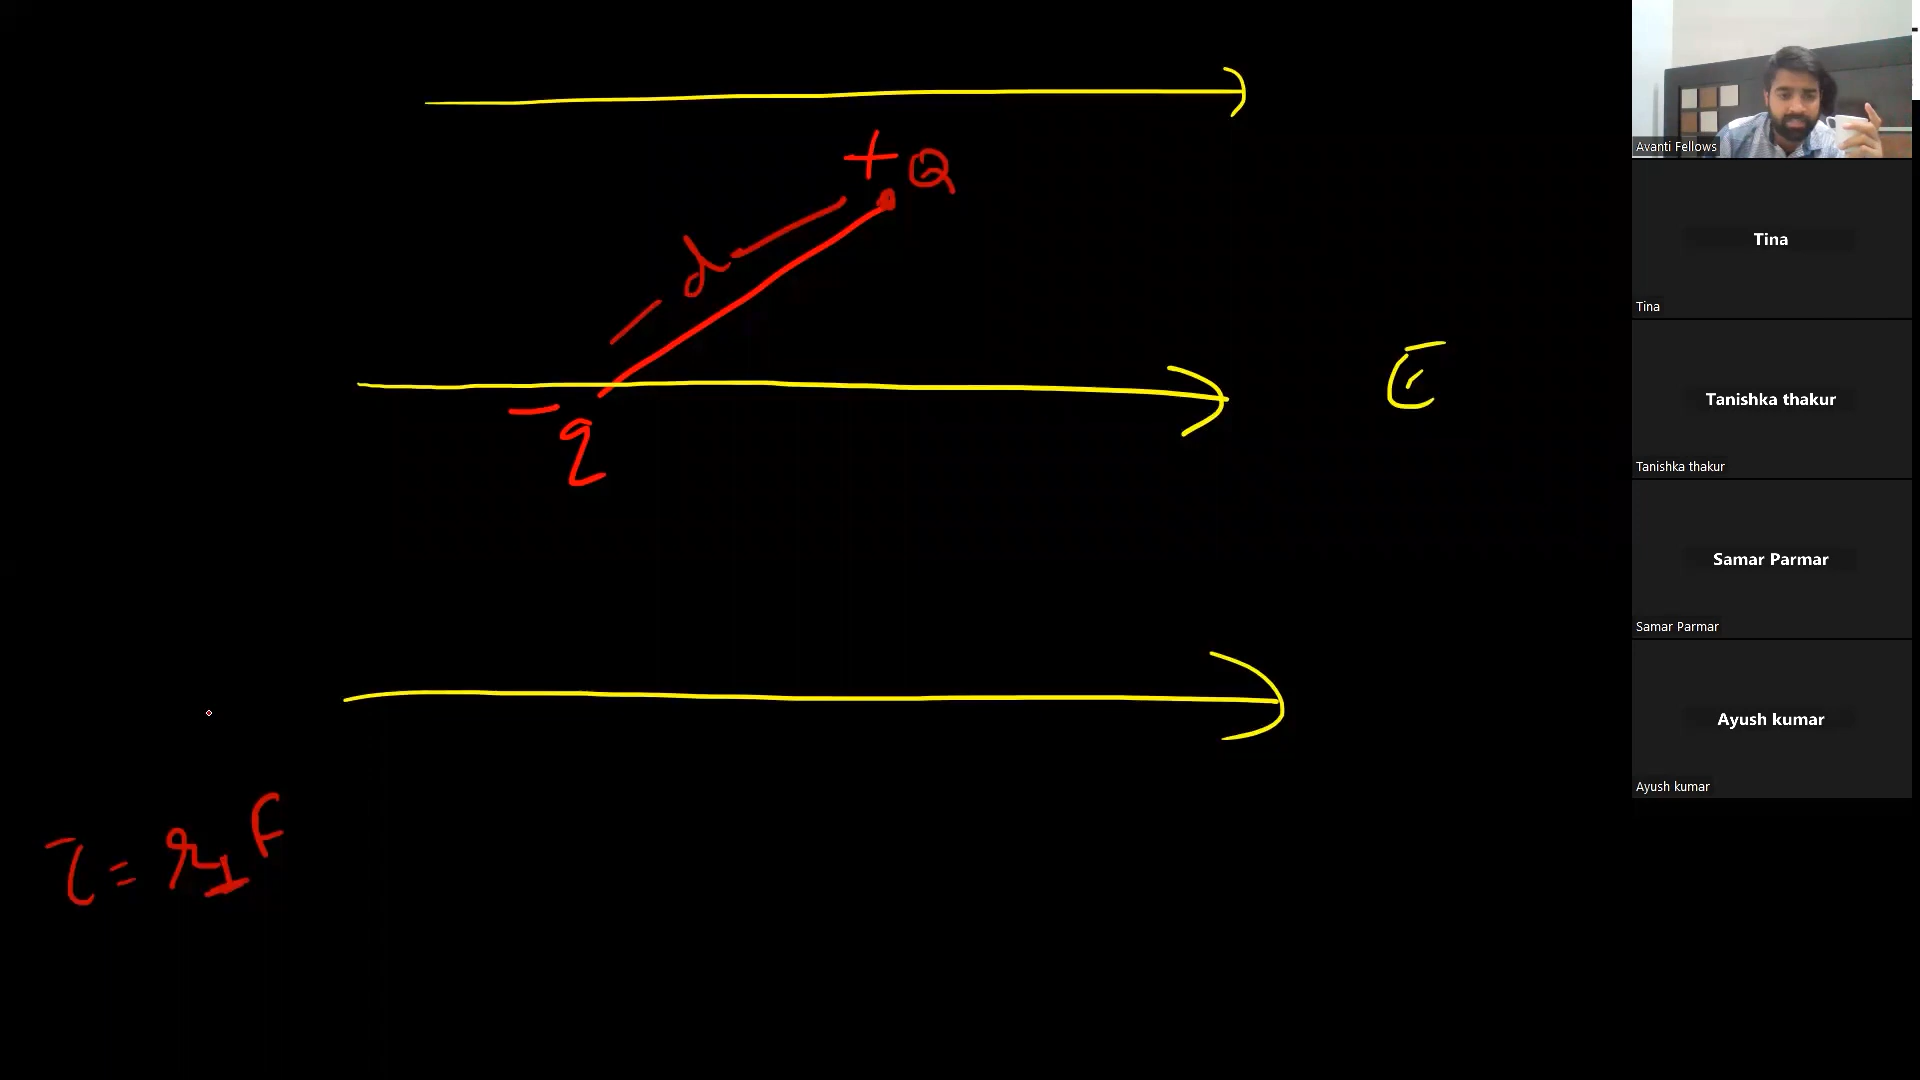 + Q
d
E
- q
τ = r⊥ F
Avanti Fellows
Tina
Tina
Tanishka thakur
Tanishka thakur
Samar Parmar
Samar Parmar
Ayush kumar
Ayush kumar